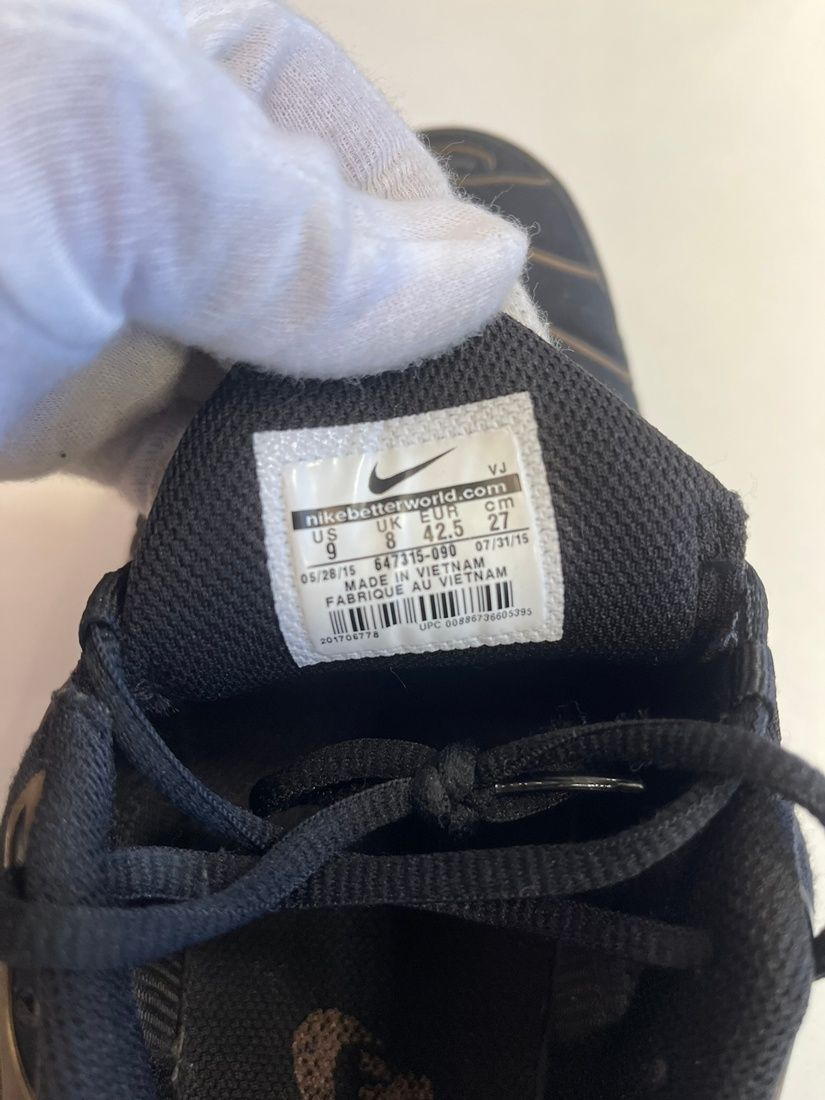 VJ
nikebetterworld.com
US UK EUR cm
9 8 42.5 27
05/28/15 647315-090 07/31/15
MADE IN VIETNAM
FABRIQUE AU VIETNAM
201706778 UPC 00886736605395